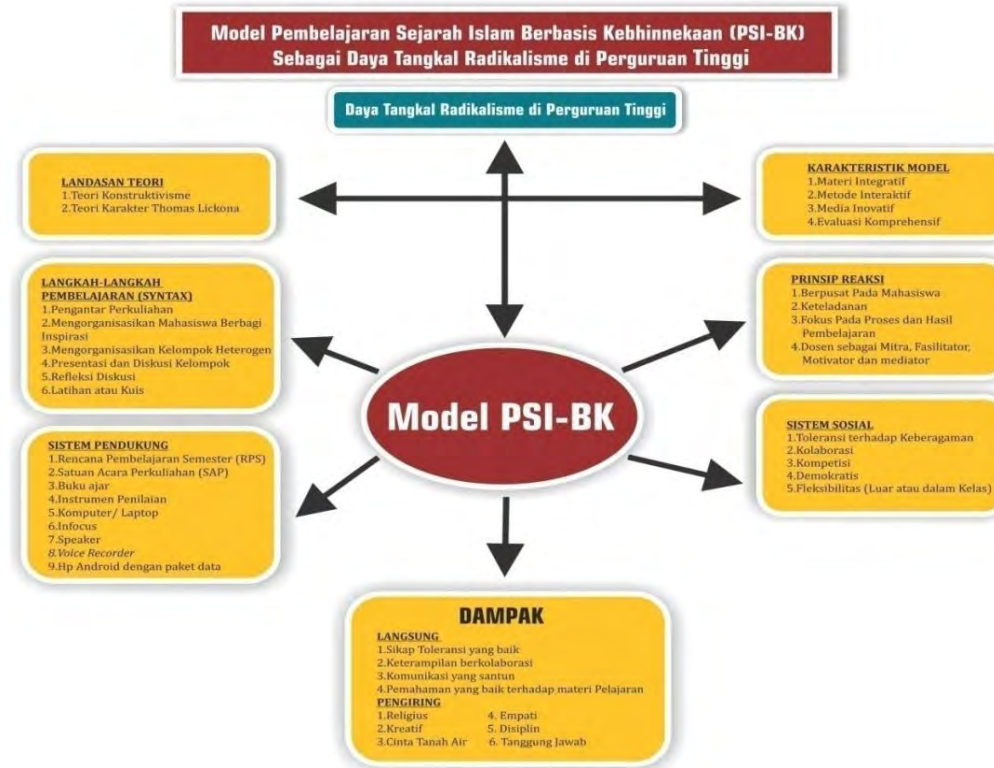 Model Pembelajaran Sejarah Islam Berbasis Kebhinnekaan (PSI-BK)
Sebagai Daya Tangkal Radikalisme di Perguruan Tinggi
Daya Tangkal Radikalisme di Perguruan Tinggi
LANDASAN TEORI
1.Teori Konstruktivisme
2.Teori Karakter Thomas Lickona
KARAKTERISTIK MODEL
1.Materi Integratif
2.Metode Interaktif
3.Media Inovatif
4.Evaluasi Komprehensif
LANGKAH-LANGKAH
PEMBELAJARAN (SYNTAX)
1.Pengantar Perkuliahan
2.Mengorganisasikan Mahasiswa Berbagi
Inspirasi
3.Mengorganisasikan Kelompok Heterogen
4.Presentasi dan Diskusi Kelompok
5.Refleksi Diskusi
6.Latihan atau Kuis
PRINSIP REAKSI
1.Berpusat Pada Mahasiswa
2.Keteladanan
3.Fokus Pada Proses dan Hasil
Pembelajaran
4.Dosen sebagai Mitra, Fasilitator,
Motivator dan mediator
Model PSI-BK
SISTEM PENDUKUNG
1.Rencana Pembelajaran Semester (RPS)
2.Satuan Acara Perkuliahan (SAP)
3.Buku ajar
4.Instrumen Penilaian
5.Komputer/ Laptop
6.Infocus
7.Speaker
8.Voice Recorder
9.Hp Android dengan paket data
SISTEM SOSIAL
1.Toleransi terhadap Keberagaman
2.Kolaborasi
3.Kompetisi
4.Demokratis
5.Fleksibilitas (Luar atau dalam Kelas)
DAMPAK
LANGSUNG
1.Sikap Toleransi yang baik
2.Keterampilan berkolaborasi
3.Komunikasi yang santun
4.Pemahaman yang baik terhadap materi Pelajaran
PENGIRING
1.Religius 4. Empati
2.Kreatif 5. Disiplin
3.Cinta Tanah Air 6. Tanggung Jawab